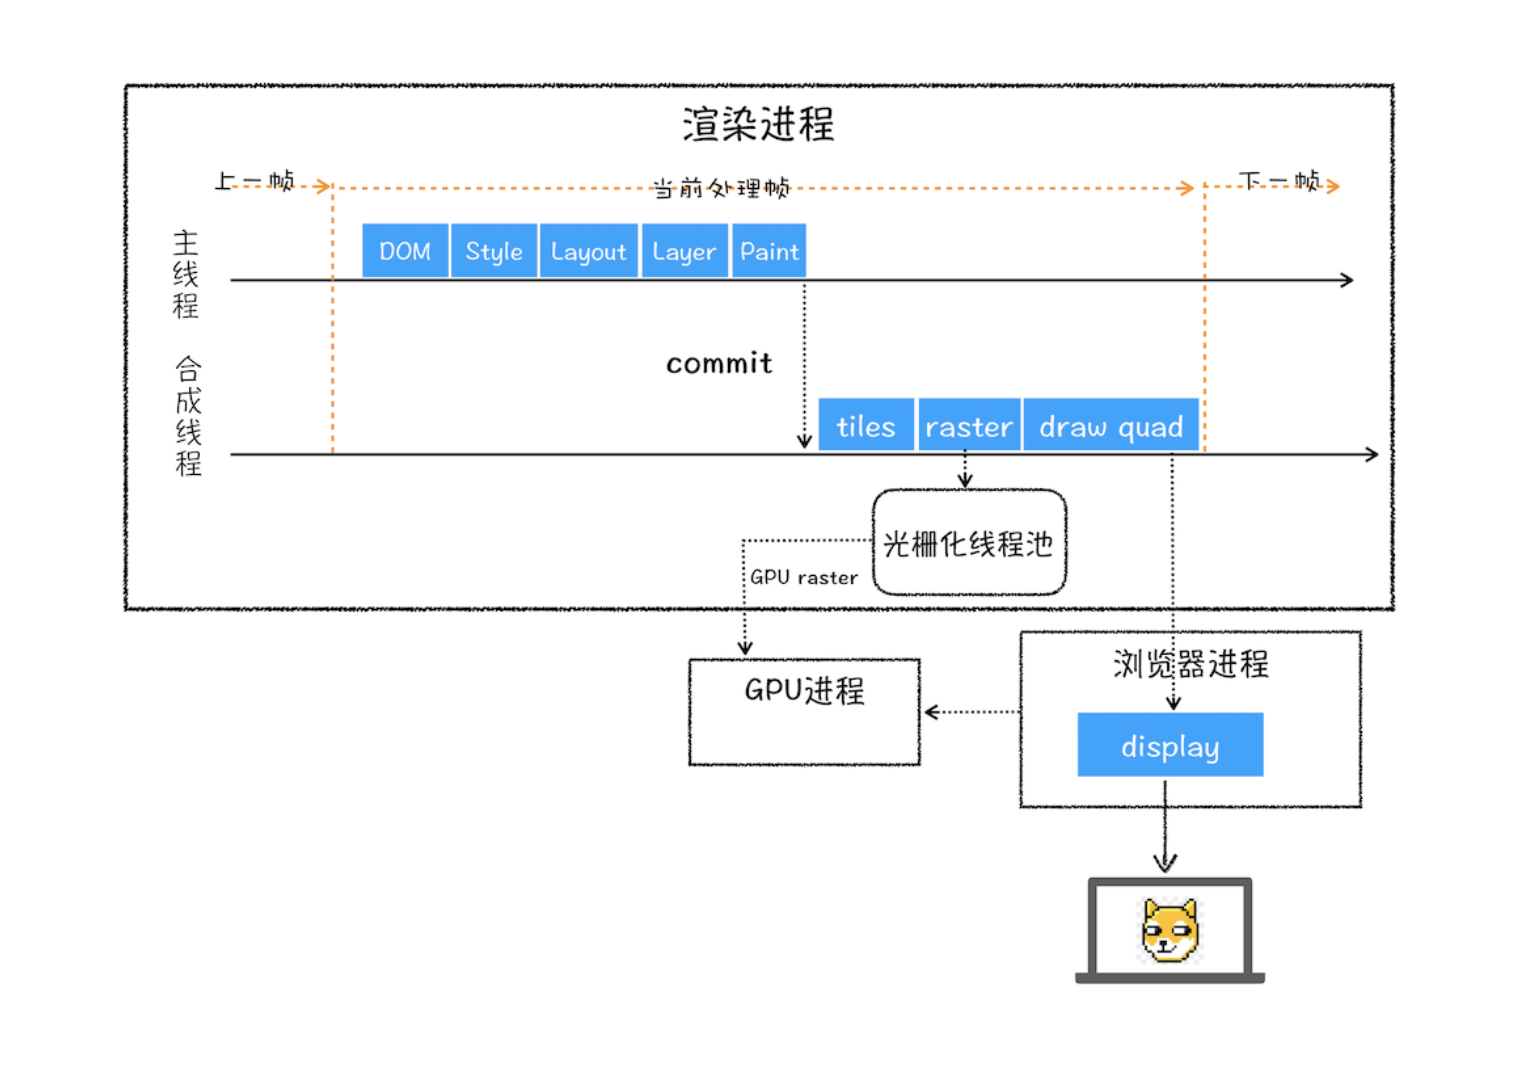 渲染进程
上一帧
当前处理帧
下一帧
主线程
DOM
Style
Layout
Layer
Paint
commit
合成线程
tiles
raster
draw quad
光栅化线程池
GPU raster
GPU进程
浏览器进程
display